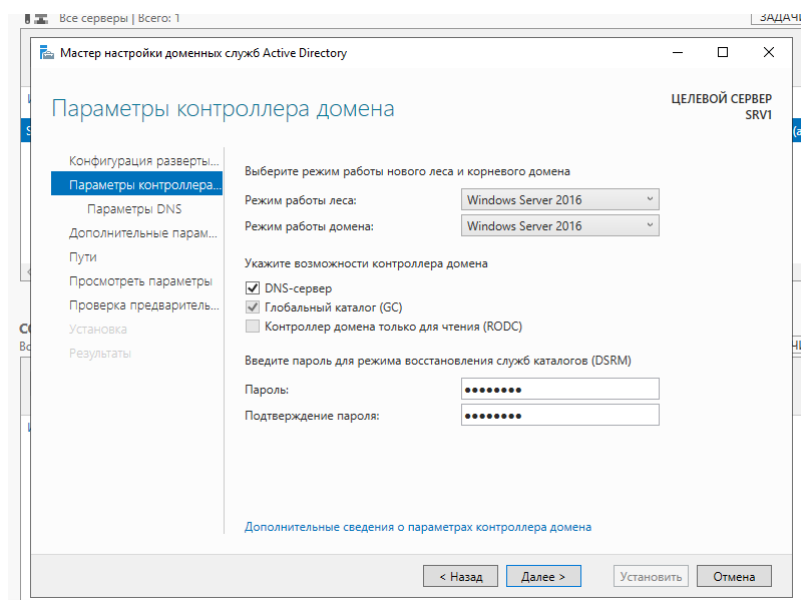 Все серверы | Всего: 1
ЗАДАЧИ
Мастер настройки доменных служб Active Directory
Параметры контроллера домена
ЦЕЛЕВОЙ СЕРВЕР
SRV1
Конфигурация разверты...
Параметры контроллера...
Параметры DNS
Дополнительные парам...
Пути
Просмотреть параметры
Проверка предваритель...
Установка
Результаты
Выберите режим работы нового леса и корневого домена
Режим работы леса:
Windows Server 2016
Режим работы домена:
Windows Server 2016
Укажите возможности контроллера домена
DNS-сервер
Глобальный каталог (GC)
Контроллер домена только для чтения (RODC)
Введите пароль для режима восстановления служб каталогов (DSRM)
Пароль:
••••••••
Подтверждение пароля:
••••••••
Дополнительные сведения о параметрах контроллера домена
< Назад
Далее >
Установить
Отмена